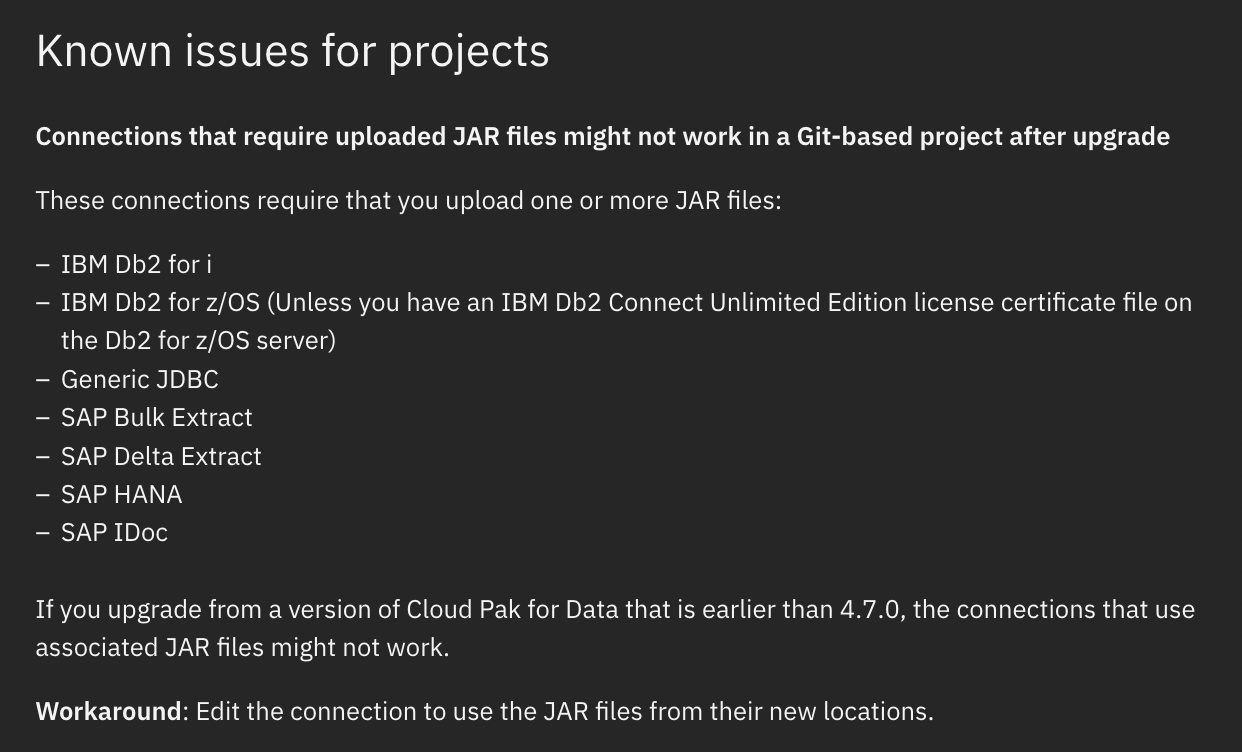 Known issues for projects
Connections that require uploaded JAR files might not work in a Git-based project after upgrade
These connections require that you upload one or more JAR files:
– IBM Db2 for i
– IBM Db2 for z/OS (Unless you have an IBM Db2 Connect Unlimited Edition license certificate file on
the Db2 for z/OS server)
– Generic JDBC
– SAP Bulk Extract
– SAP Delta Extract
– SAP HANA
– SAP IDoc
If you upgrade from a version of Cloud Pak for Data that is earlier than 4.7.0, the connections that use
associated JAR files might not work.
Workaround: Edit the connection to use the JAR files from their new locations.